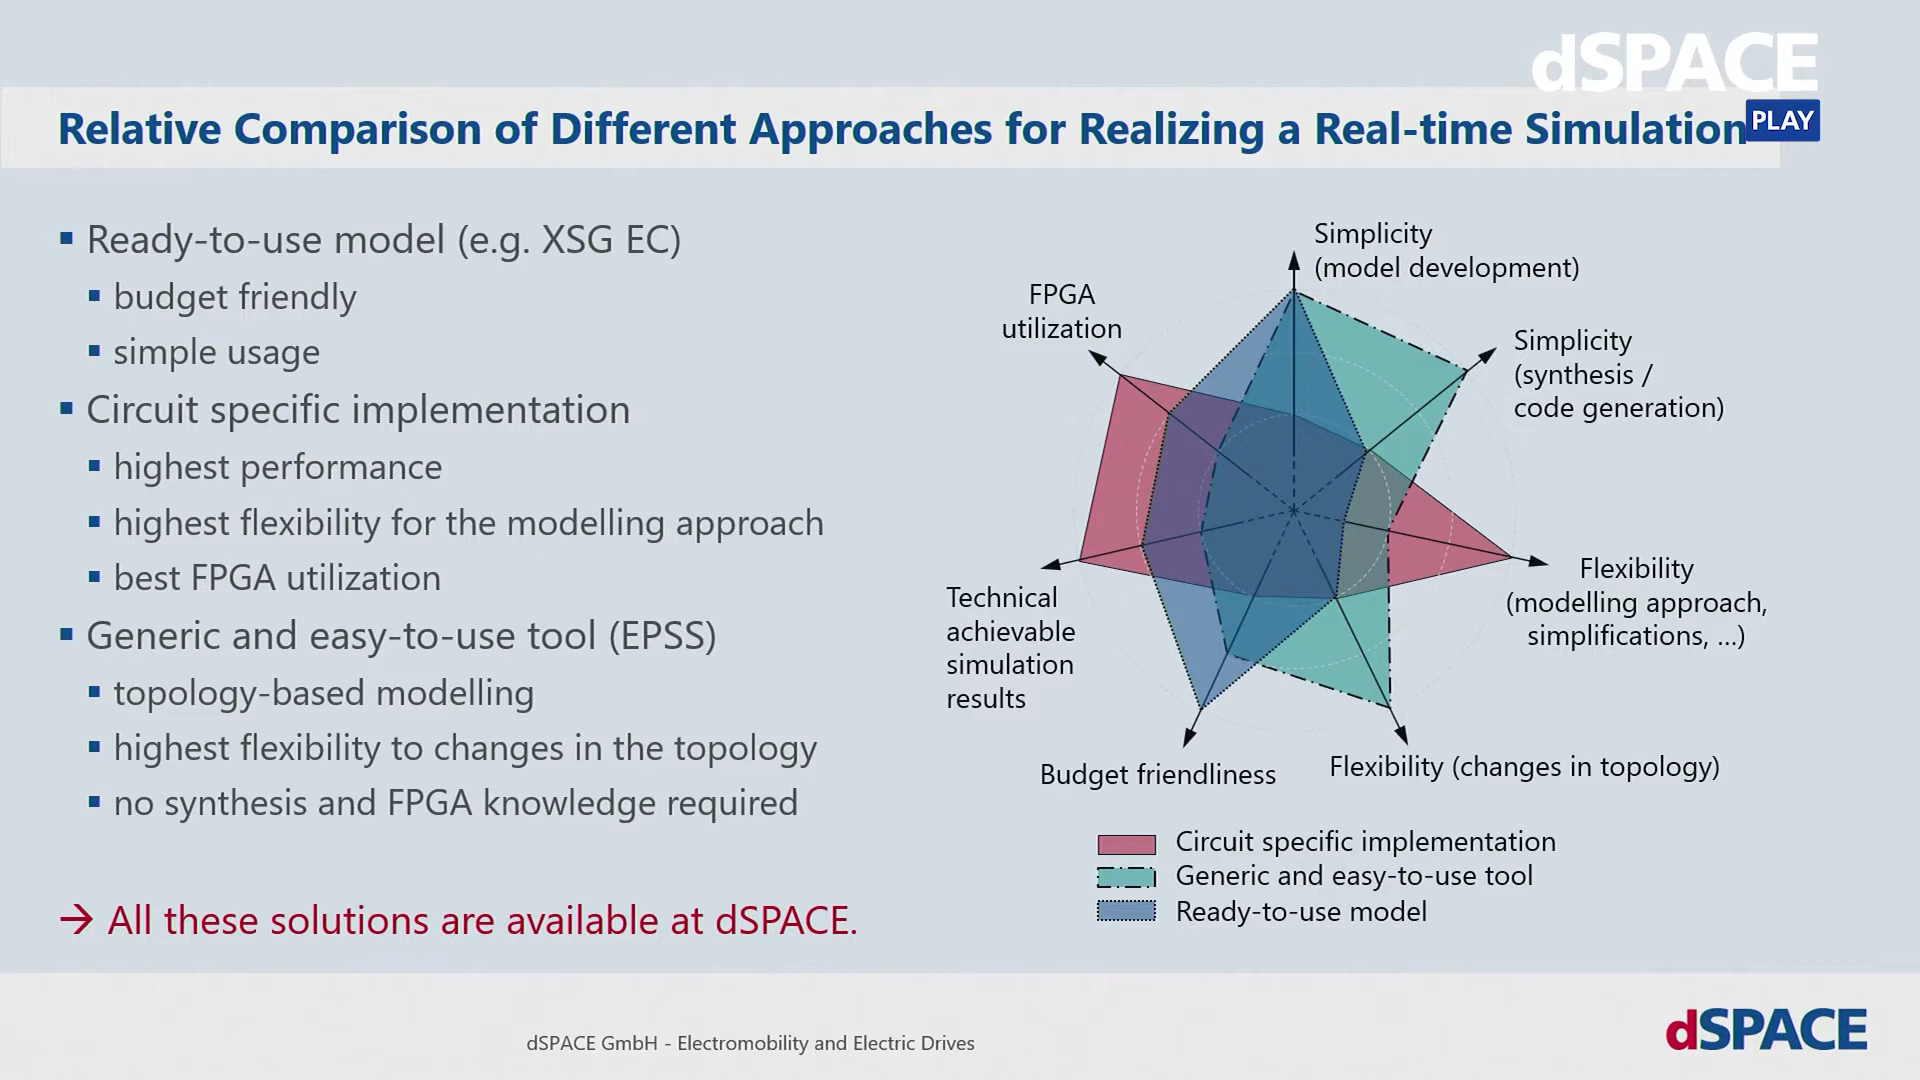 dSPACE
PLAY
Relative Comparison of Different Approaches for Realizing a Real-time Simulation
Ready-to-use model (e.g. XSG EC)
budget friendly
simple usage
Circuit specific implementation
highest performance
highest flexibility for the modelling approach
best FPGA utilization
Generic and easy-to-use tool (EPSS)
topology-based modelling
highest flexibility to changes in the topology
no synthesis and FPGA knowledge required
→ All these solutions are available at dSPACE.
Simplicity
(model development)
FPGA
utilization
Simplicity
(synthesis /
code generation)
Flexibility
(modelling approach,
simplifications, ...)
Technical
achievable
simulation
results
Budget friendliness
Flexibility (changes in topology)
Circuit specific implementation
Generic and easy-to-use tool
Ready-to-use model
dSPACE GmbH - Electromobility and Electric Drives
dSPACE